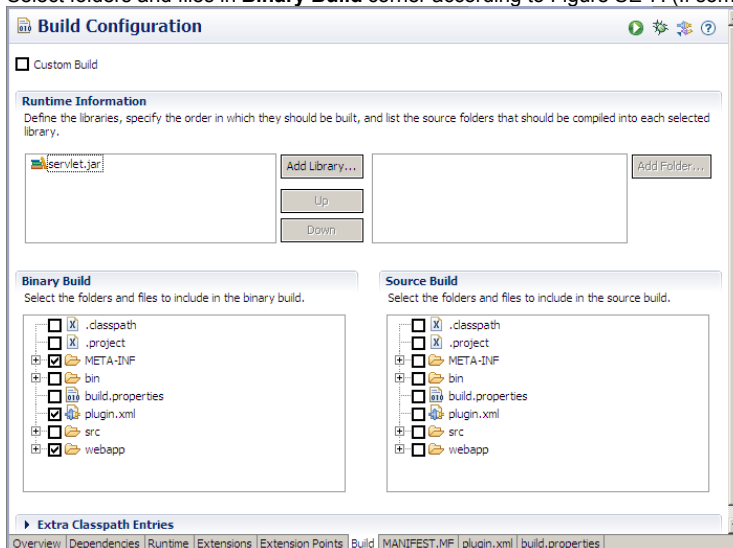 Select folders and files in Binary Build corner according to Figure
Build Configuration
Custom Build
Runtime Information
Define the libraries, specify the order in which they should be built, and list the source folders that should be compiled into each selected
library.
servlet.jar
Add Library...
Add Folder...
Up
Down
Binary Build
Select the folders and files to include in the binary build.
.classpath
.project
META-INF
bin
build.properties
plugin.xml
src
webapp
Source Build
Select the folders and files to include in the source build.
.classpath
.project
META-INF
bin
build.properties
plugin.xml
src
webapp
Extra Classpath Entries
Overview Dependencies Runtime Extensions Extension Points Build MANIFEST.MF plugin.xml build.properties